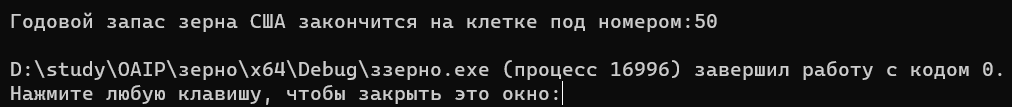 Годовой запас зерна США закончится на клетке под номером:50
D:\study\OAIP\зерно\x64\Debug\ззерно.exe (процесс 16996) завершил работу с кодом 0.
Нажмите любую клавишу, чтобы закрыть это окно: